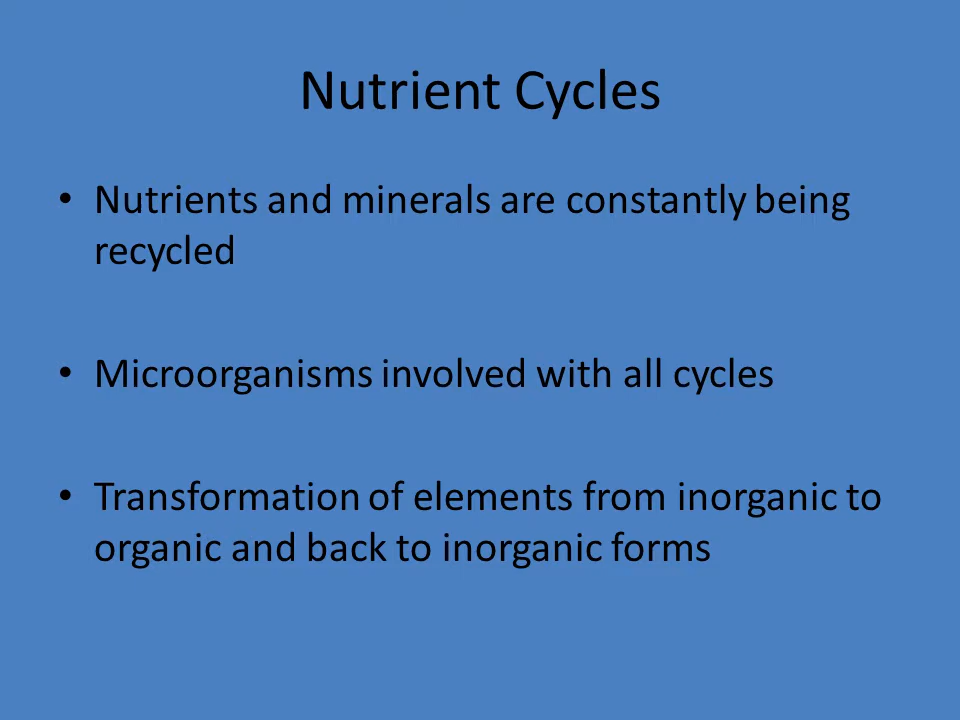 Nutrient Cycles
• Nutrients and minerals are constantly being
recycled
• Microorganisms involved with all cycles
• Transformation of elements from inorganic to
organic and back to inorganic forms